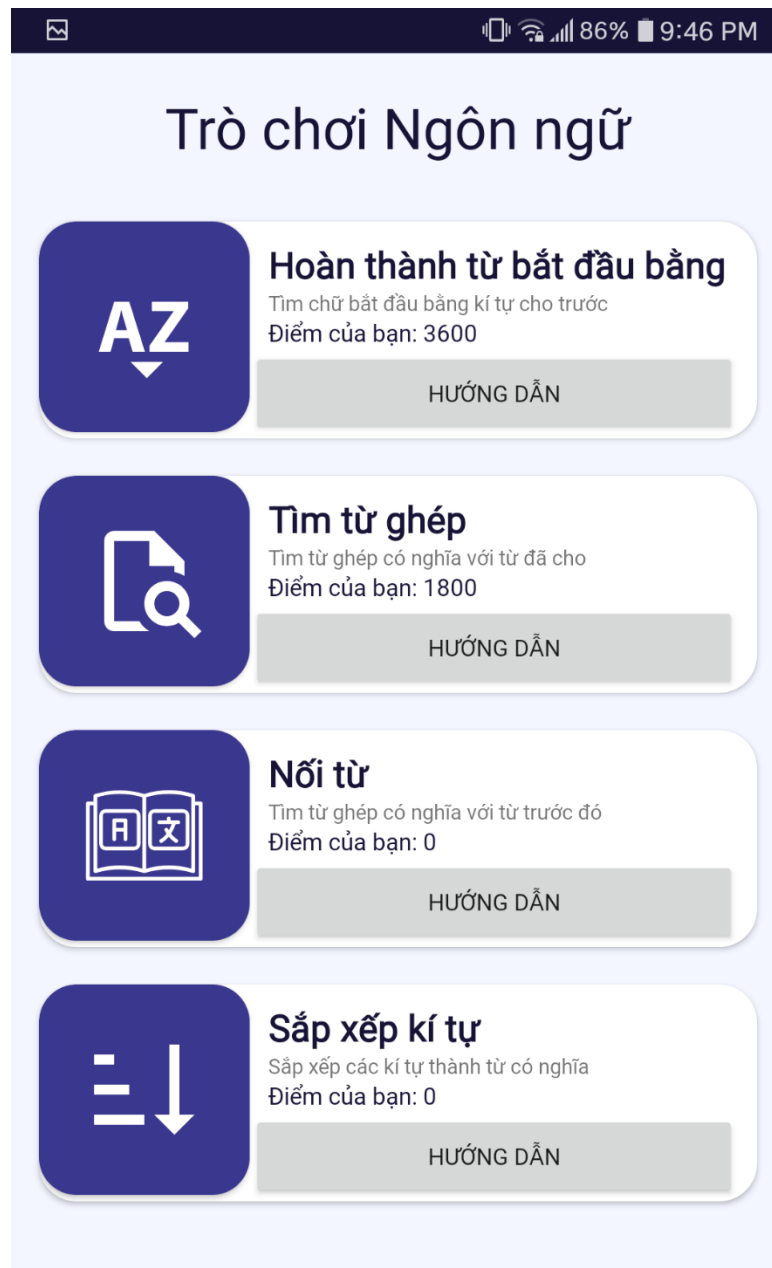 86% 9:46 PM
Trò chơi Ngôn ngữ
Hoàn thành từ bắt đầu bằng
Tìm chữ bắt đầu bằng kí tự cho trước
Điểm của bạn: 3600
HƯỚNG DẪN
AZ
Tìm từ ghép
Tìm từ ghép có nghĩa với từ đã cho
Điểm của bạn: 1800
HƯỚNG DẪN
Nối từ
Tìm từ ghép có nghĩa với từ trước đó
Điểm của bạn: 0
HƯỚNG DẪN
文
Sắp xếp kí tự
Sắp xếp các kí tự thành từ có nghĩa
Điểm của bạn: 0
HƯỚNG DẪN